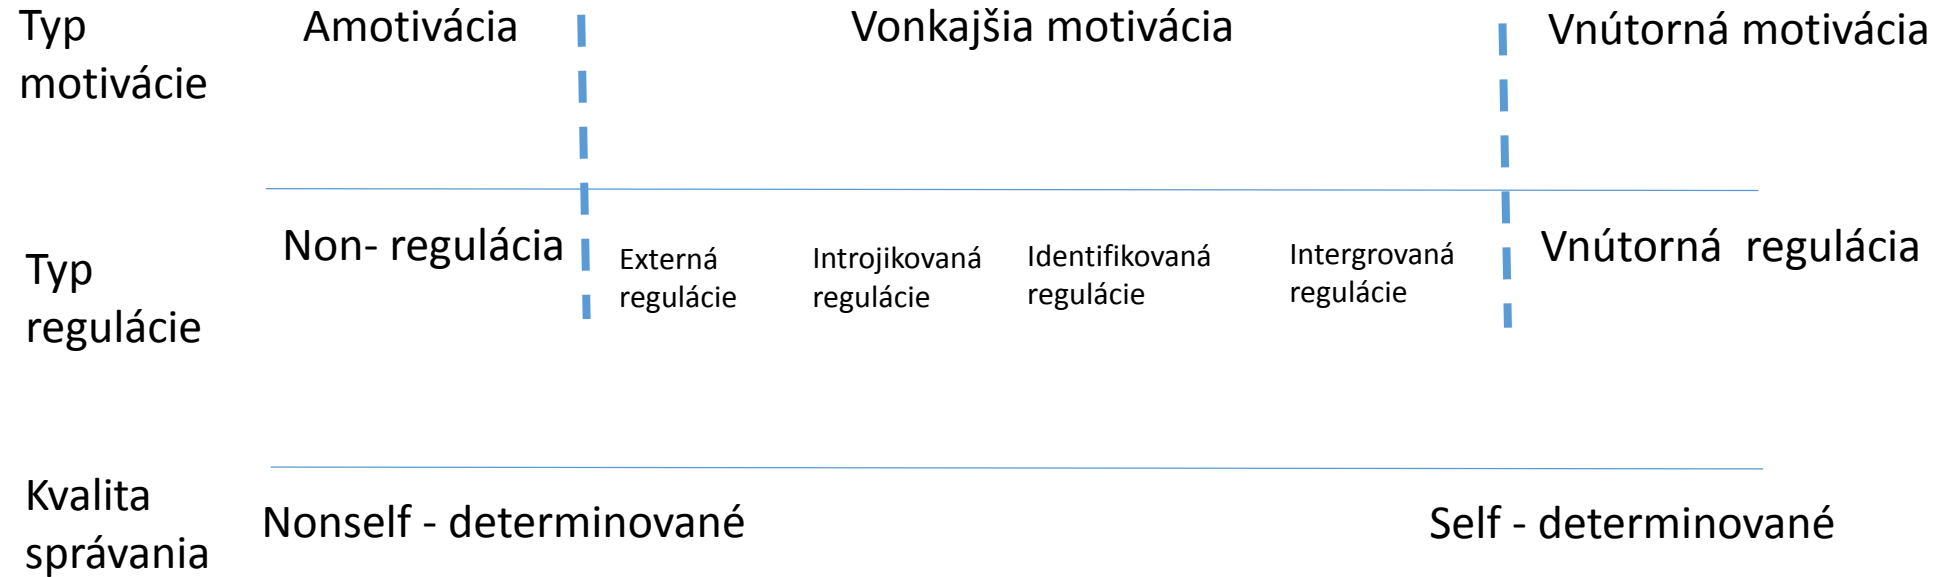 Typ
motivácie
Amotivácia
Vonkajšia motivácia
Vnútorná motivácia
Typ
regulácie
Non- regulácia
Externá
regulácie
Introjikovaná
regulácie
Identifikovaná
regulácie
Intergrovaná
regulácie
Vnútorná  regulácia
Kvalita
správania
Nonself - determinované
Self - determinované